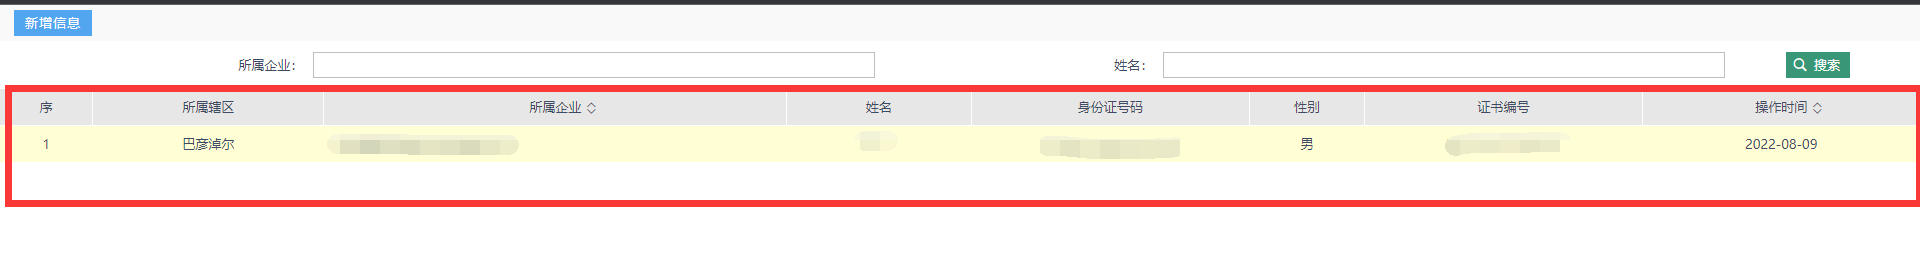 新增信息
所属企业： 姓名： 搜索
序 所属辖区 所属企业 姓名 身份证号码 性别 证书编号 操作时间
1 巴彦淖尔 男 2022-08-09